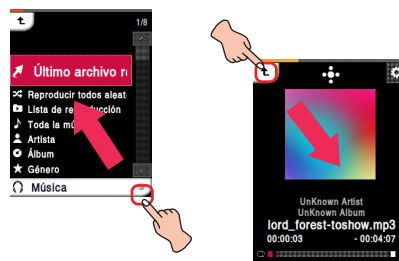 1/8
Último archivo r
Reproducir todos aleat
Lista de re ducción
Toda la mú
Artista
Álbum
Género
Música
UnKnown Artist
UnKnown Album
lord_forest-toshow.mp3
00:00:03 - 00:04:07